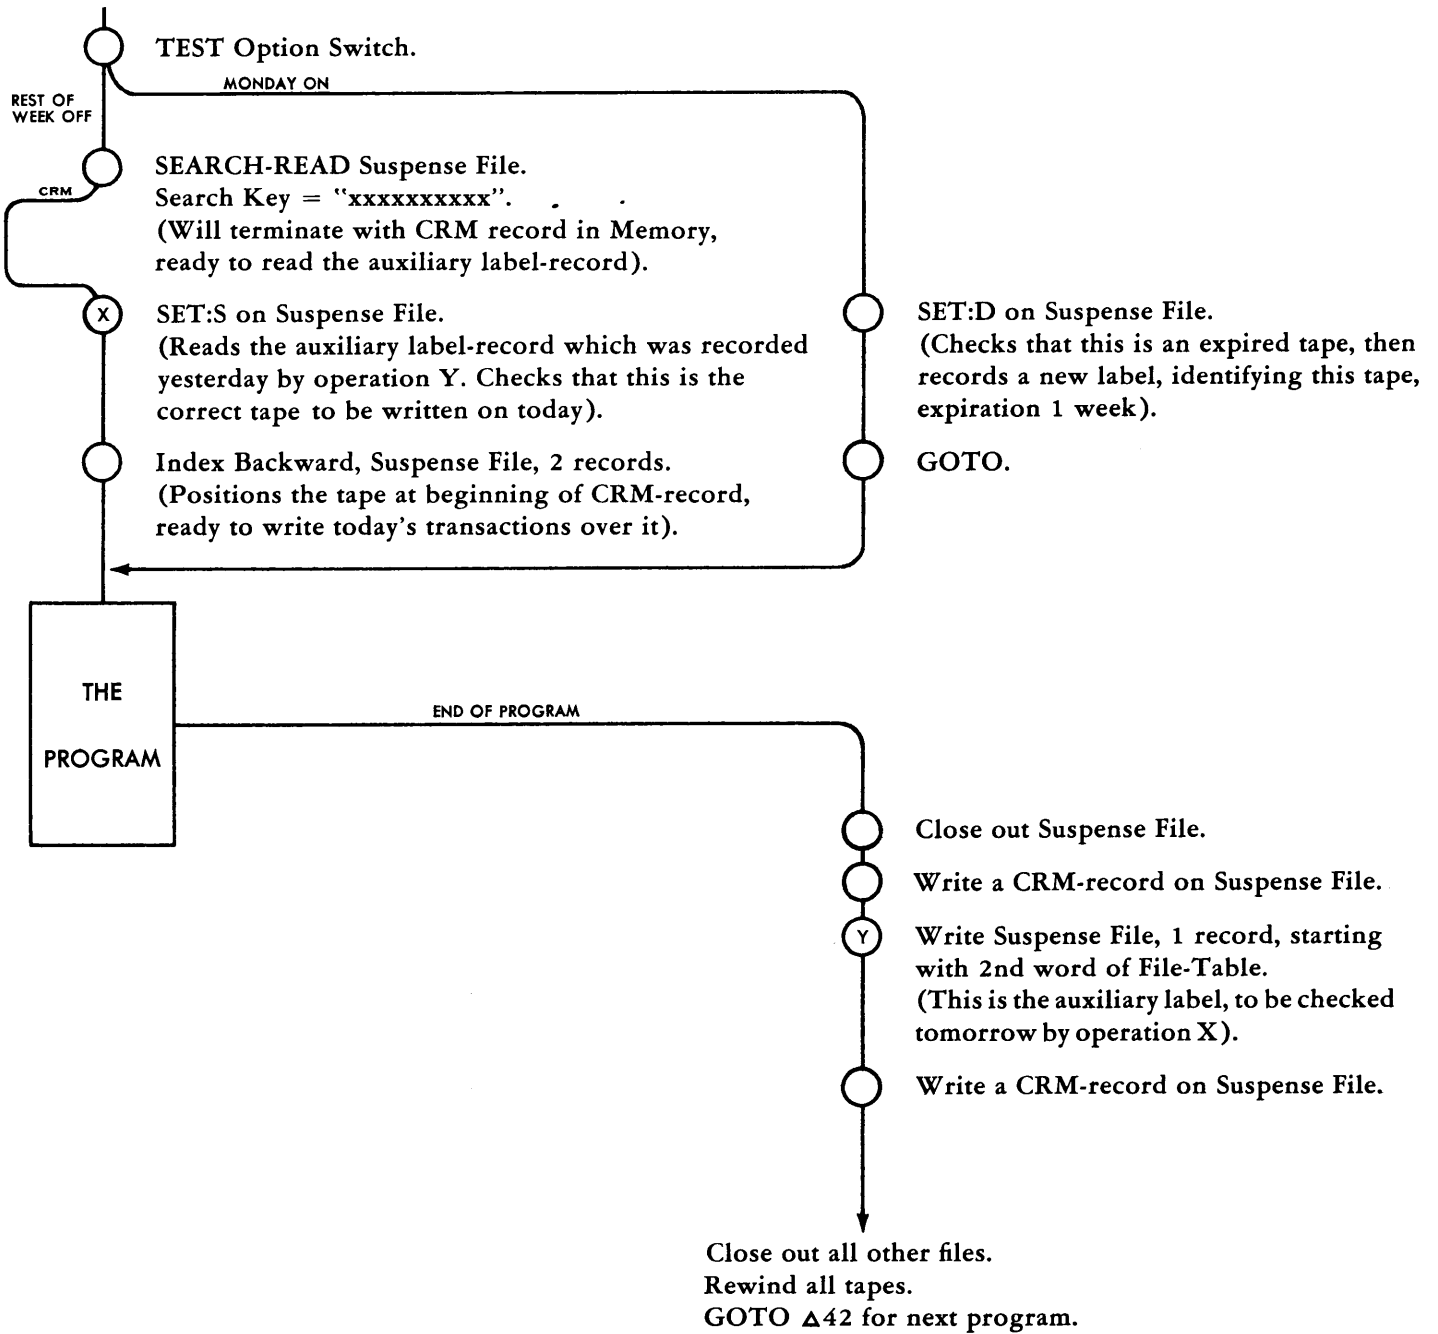 TEST Option Switch.
MONDAY ON
REST OF
WEEK OFF
SEARCH-READ Suspense File.
CRM
Search Key = "xxxxxxxxxx".
(Will terminate with CRM record in Memory,
ready to read the auxiliary label-record).
X
SET:S on Suspense File.
(Reads the auxiliary label-record which was recorded
yesterday by operation Y. Checks that this is the
correct tape to be written on today).
SET:D on Suspense File.
(Checks that this is an expired tape, then
records a new label, identifying this tape,
expiration 1 week).
Index Backward, Suspense File, 2 records.
(Positions the tape at beginning of CRM-record,
ready to write today's transactions over it).
GOTO.
THE
PROGRAM
END OF PROGRAM
Close out Suspense File.
Write a CRM-record on Suspense File.
Y
Write Suspense File, 1 record, starting
with 2nd word of File-Table.
(This is the auxiliary label, to be checked
tomorrow by operation X).
Write a CRM-record on Suspense File.
Close out all other files.
Rewind all tapes.
GOTO Δ42 for next program.